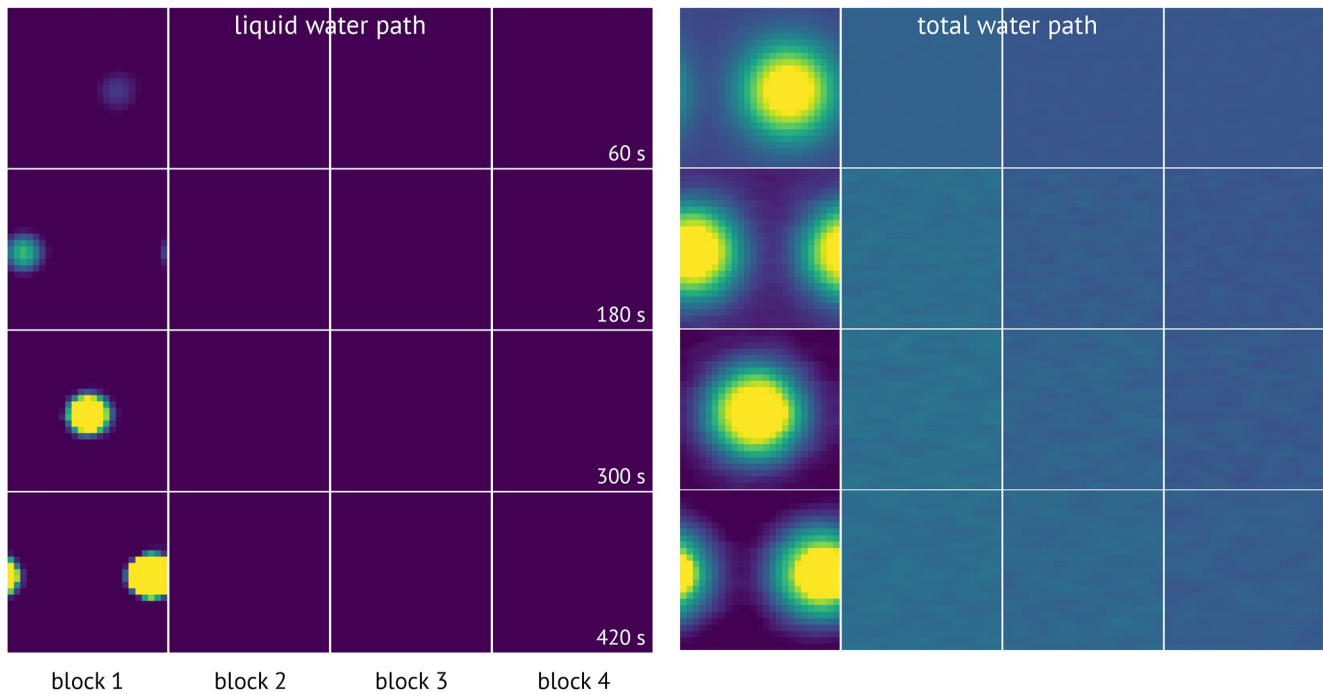 liquid water path
total water path
60 s
180 s
300 s
420 s
block 1
block 2
block 3
block 4